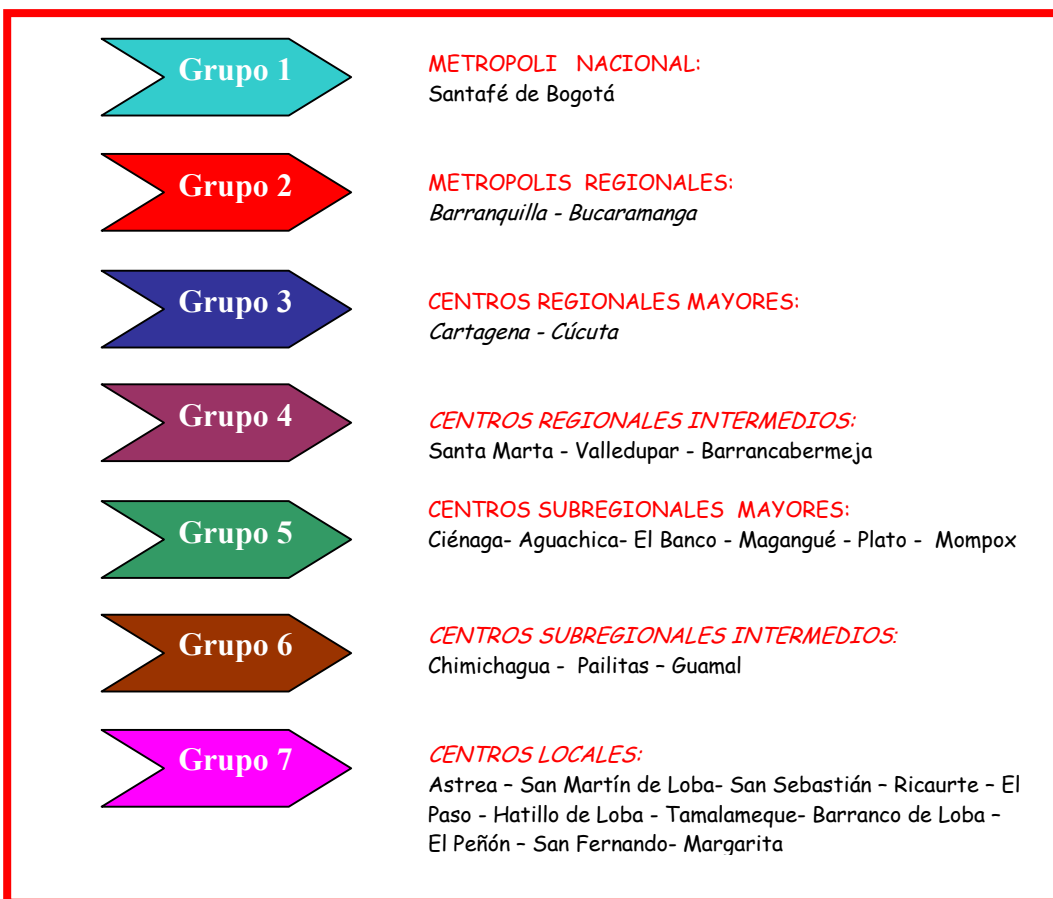 Grupo 1
METROPOLI NACIONAL:
Santafé de Bogotá
Grupo 2
METROPOLIS REGIONALES:
Barranquilla - Bucaramanga
Grupo 3
CENTROS REGIONALES MAYORES:
Cartagena - Cúcuta
Grupo 4
CENTROS REGIONALES INTERMEDIOS:
Santa Marta - Valledupar - Barrancabermeja
Grupo 5
CENTROS SUBREGIONALES MAYORES:
Ciénaga- Aguachica- El Banco - Magangué - Plato - Mompox
Grupo 6
CENTROS SUBREGIONALES INTERMEDIOS:
Chimichagua - Pailitas – Guamal
Grupo 7
CENTROS LOCALES:
Astrea – San Martín de Loba- San Sebastián – Ricaurte – El
Paso - Hatillo de Loba - Tamalameque- Barranco de Loba –
El Peñón – San Fernando- Margarita